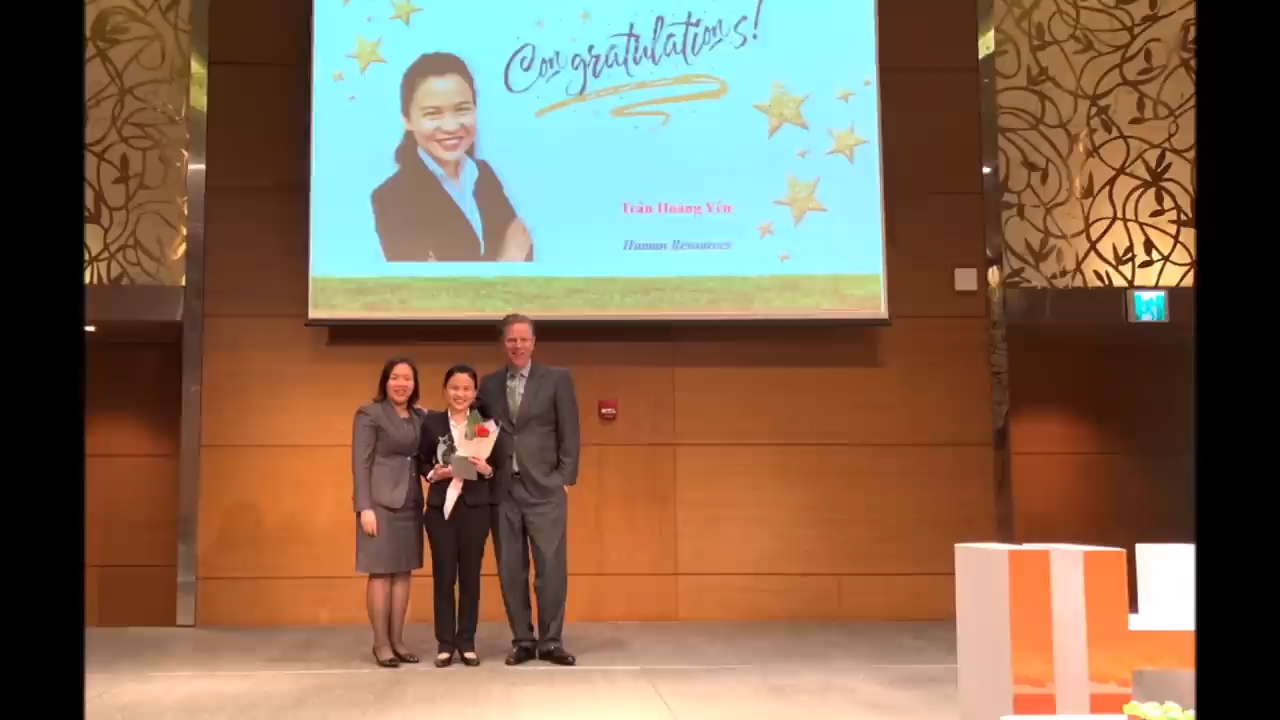 Congratulations!
Trần Hoàng Yến
Human Resources